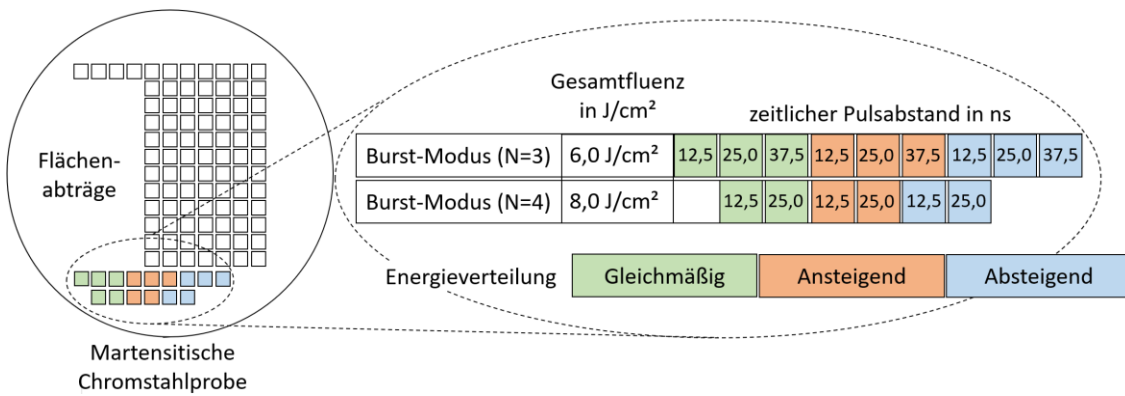 Flächen-
abträge
Martensitische
Chromstahlprobe
Gesamtfluenz
in J/cm²
zeitlicher Pulsabstand in ns
Burst-Modus (N=3) 6,0 J/cm² 12,5 25,0 37,5 12,5 25,0 37,5 12,5 25,0 37,5
Burst-Modus (N=4) 8,0 J/cm² 12,5 25,0 12,5 25,0 12,5 25,0
Energieverteilung Gleichmäßig Ansteigend Absteigend